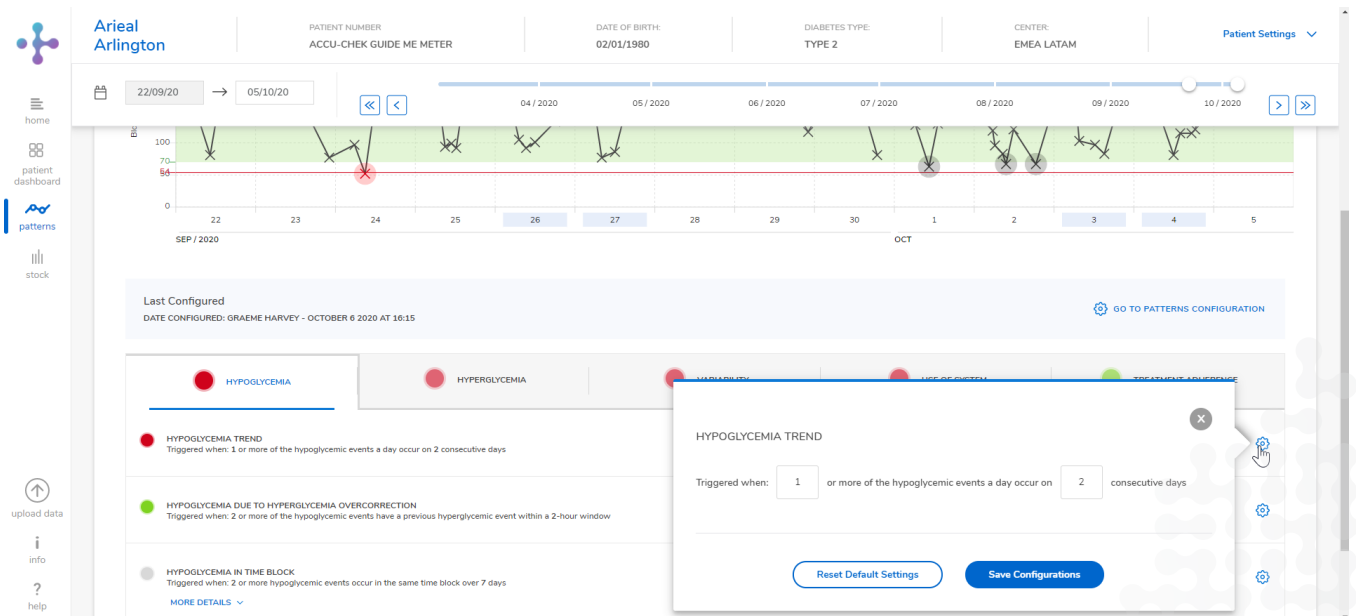 Arieal
Arlington
PATIENT NUMBER
ACCU-CHEK GUIDE ME METER
DATE OF BIRTH:
02/01/1980
DIABETES TYPE:
TYPE 2
CENTER:
EMEA LATAM
Patient Settings
22/09/20
05/10/20
04 / 2020
05 / 2020
06 / 2020
07 / 2020
08 / 2020
09 / 2020
10 / 2020
home
patient
dashboard
patterns
stock
upload data
info
help
100
70
54
0
22
23
24
25
26
27
28
29
30
1
2
3
4
5
SEP / 2020
OCT
Last Configured
DATE CONFIGURED: GRAEME HARVEY - OCTOBER 6 2020 AT 16:15
GO TO PATTERNS CONFIGURATION
HYPOGLYCEMIA
HYPERGLYCEMIA
VARIABILITY
USE OF SYSTEM
TREATMENT ADHERENCE
HYPOGLYCEMIA TREND
Triggered when: 1 or more of the hypoglycemic events a day occur on 2 consecutive days
HYPOGLYCEMIA DUE TO HYPERGLYCEMIA OVERCORRECTION
Triggered when: 2 or more of the hypoglycemic events have a previous hyperglycemic event within a 2-hour window
HYPOGLYCEMIA IN TIME BLOCK
Triggered when: 2 or more hypoglycemic events occur in the same time block over 7 days
MORE DETAILS
X
HYPOGLYCEMIA TREND
Triggered when: 1 or more of the hypoglycemic events a day occur on 2 consecutive days
Reset Default Settings
Save Configurations